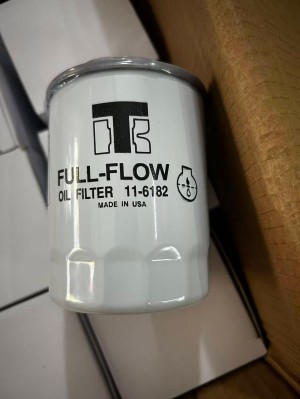 FULL-FLOW
OIL FILTER 11-6182
MADE IN USA